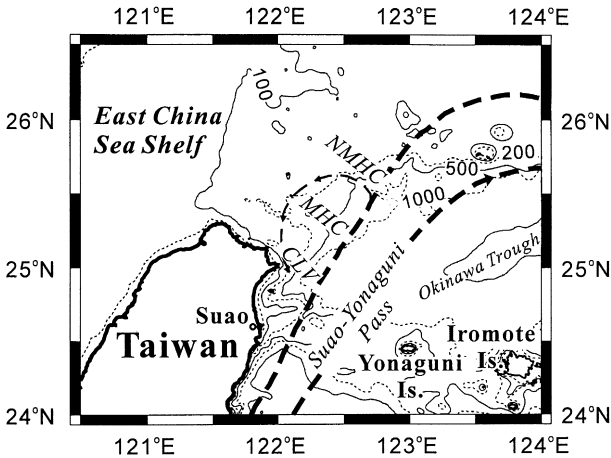 121°E 122°E 123°E 124°E
26°N 26°N
25°N 25°N
24°N 24°N
100
East China
Sea Shelf
NMHC
MHC
CLV
500
200
1000
Okinawa Trough
Suao-Yonaguni
Pass
Suao
Taiwan
Yonaguni
Is.
Iromote
Is.
121°E 122°E 123°E 124°E